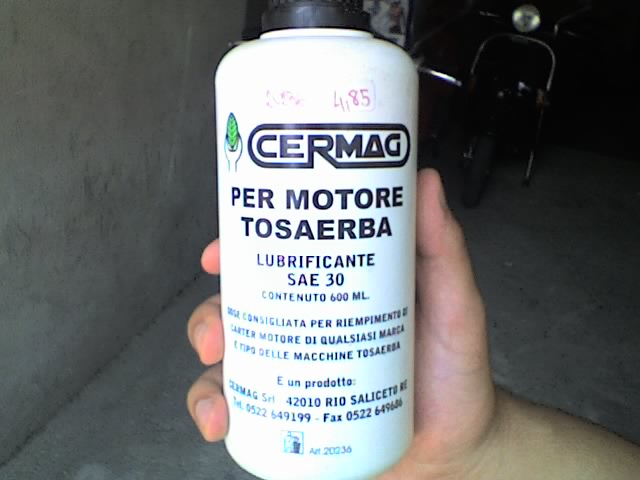 4,85
CERMAG
PER MOTORE
TOSAERBA
LUBRIFICANTE
SAE 30
CONTENUTO 600 ML.
DOSE CONSIGLIATA PER RIEMPIMENTO DI
CARTER MOTORE DI QUALSIASI MARCA
E TIPO DELLE MACCHINE TOSAERBA
E un prodotto:
CERMAG Srl - 42010 RIO SALICETO RE
Tel. 0522 649199 - Fax 0522 649686
Art.20236